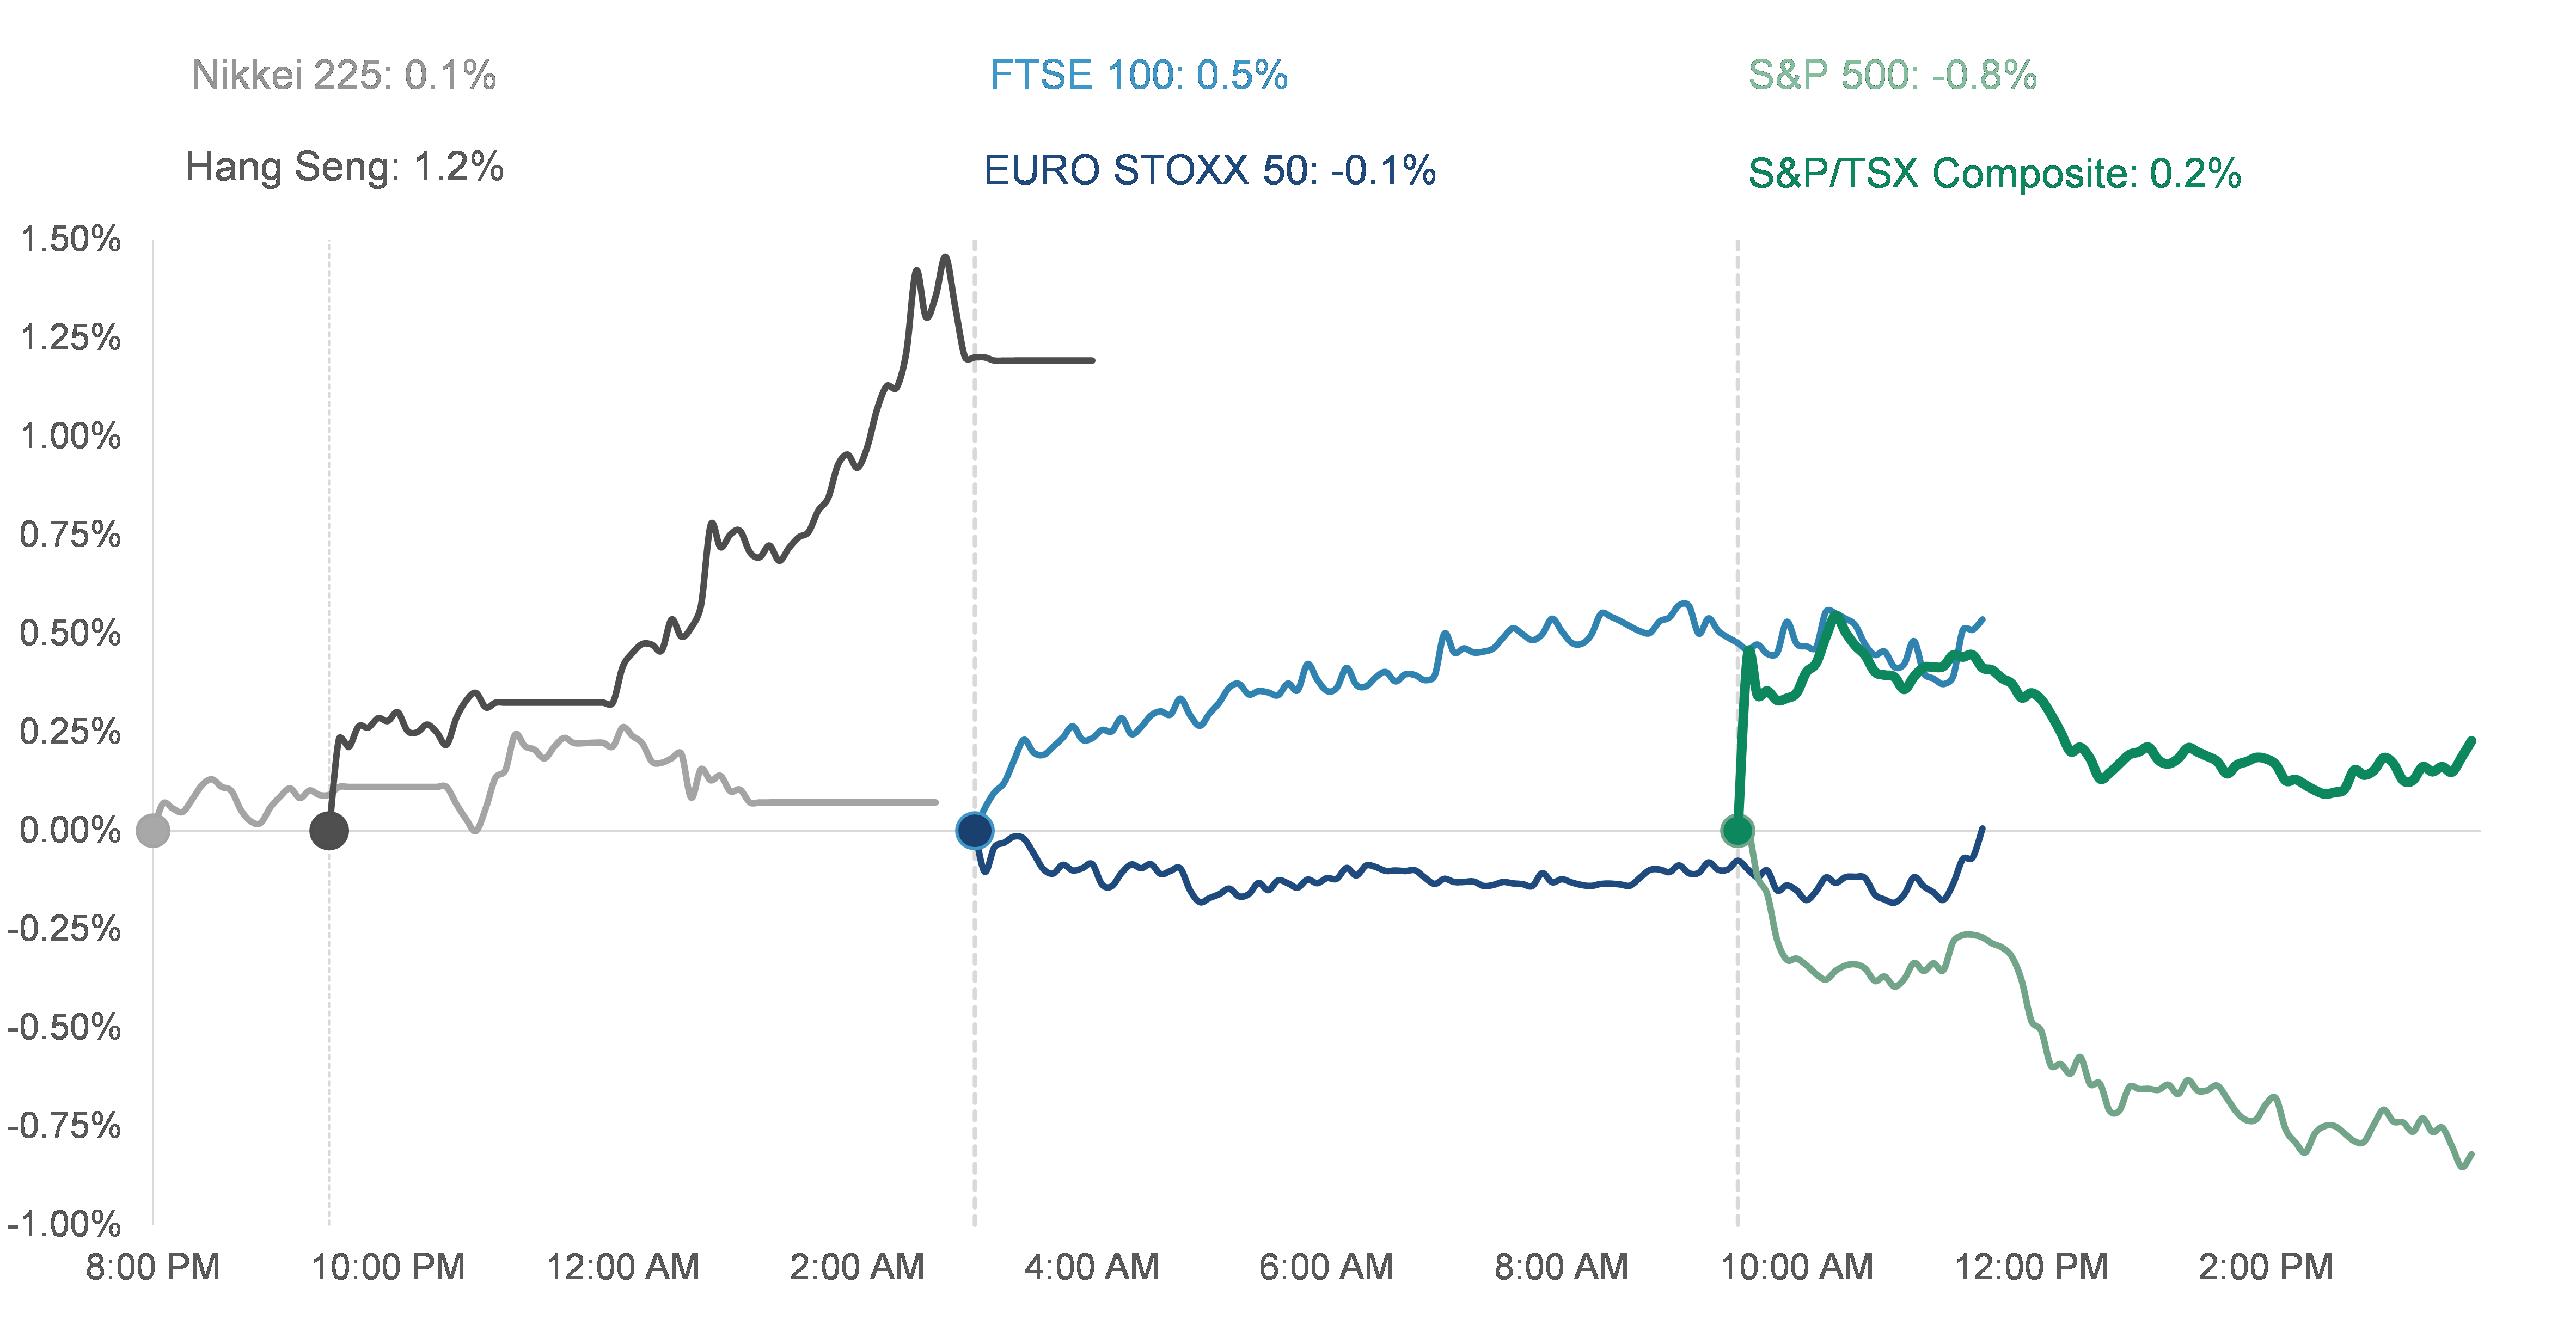 Nikkei 225: 0.1%
FTSE 100: 0.5%
S&P 500: -0.8%
Hang Seng: 1.2%
EURO STOXX 50: -0.1%
S&P/TSX Composite: 0.2%
1.50%
1.25%
1.00%
0.75%
0.50%
0.25%
0.00%
-0.25%
-0.50%
-0.75%
-1.00%
8:00 PM
10:00 PM
12:00 AM
2:00 AM
4:00 AM
6:00 AM
8:00 AM
10:00 AM
12:00 PM
2:00 PM